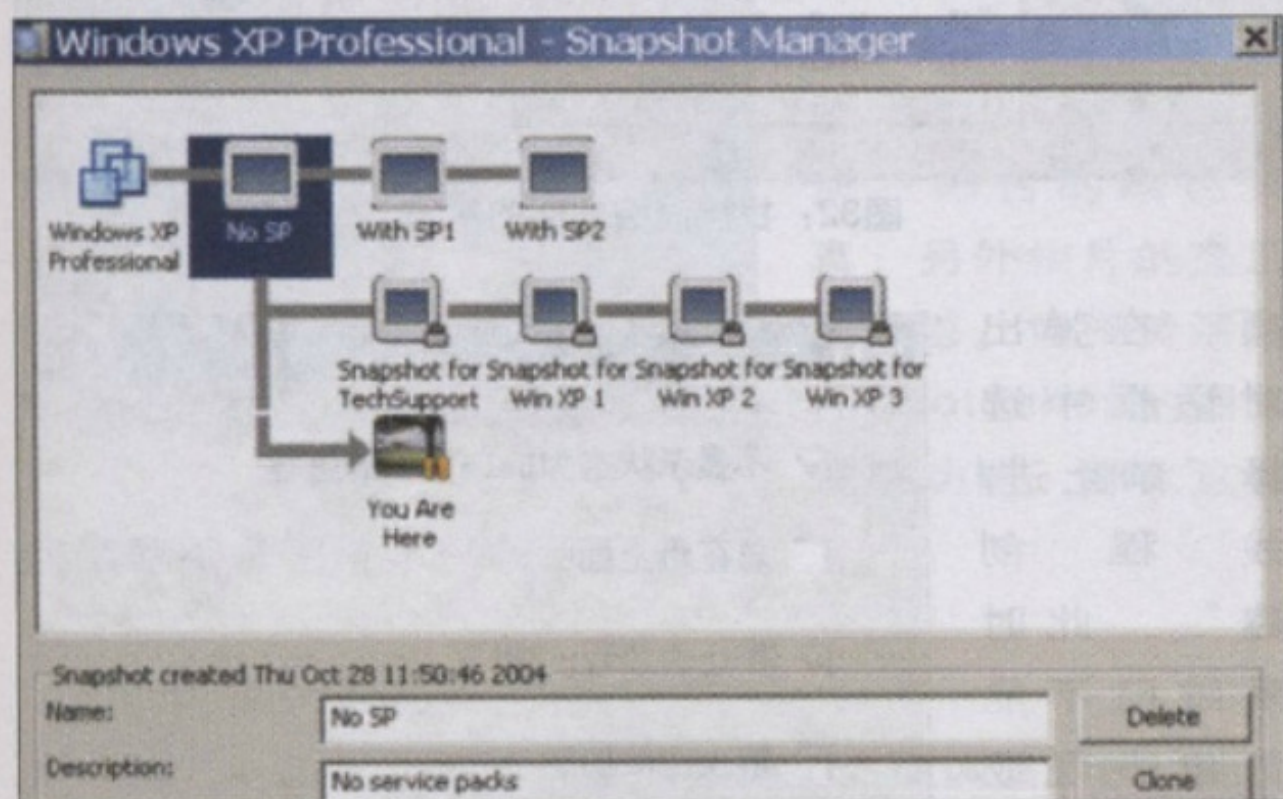 Windows XP Professional - Snapshot Manager
Windows XP
Professional
No SP
With SP1
With SP2
Snapshot for
TechSupport
Snapshot for
Win XP 1
Snapshot for
Win XP 2
Snapshot for
Win XP 3
You Are
Here
Snapshot created Thu Oct 28 11:50:46 2004
Name:
No SP
Delete
Description:
No service packs
Clone